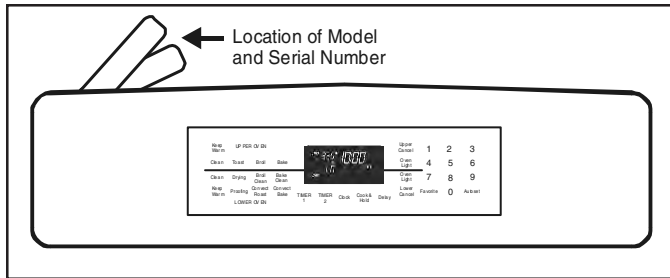 Location of Model
and Serial Number
Keep
Warm
UPPER OVEN
Clean Toast Broil Bake
Clean Drying Broil
Clean Bake
Clean
Keep
Warm Proofing Convect
Roast Convect
Bake
LOWER OVEN
TIMER
1 TIMER
2 Clock Cook &
Hold Delay
10:00
Upper
Cancel 1 2 3
Oven
Light 4 5 6
Oven
Light 7 8 9
Lower
Cancel Favorite 0 Autoset